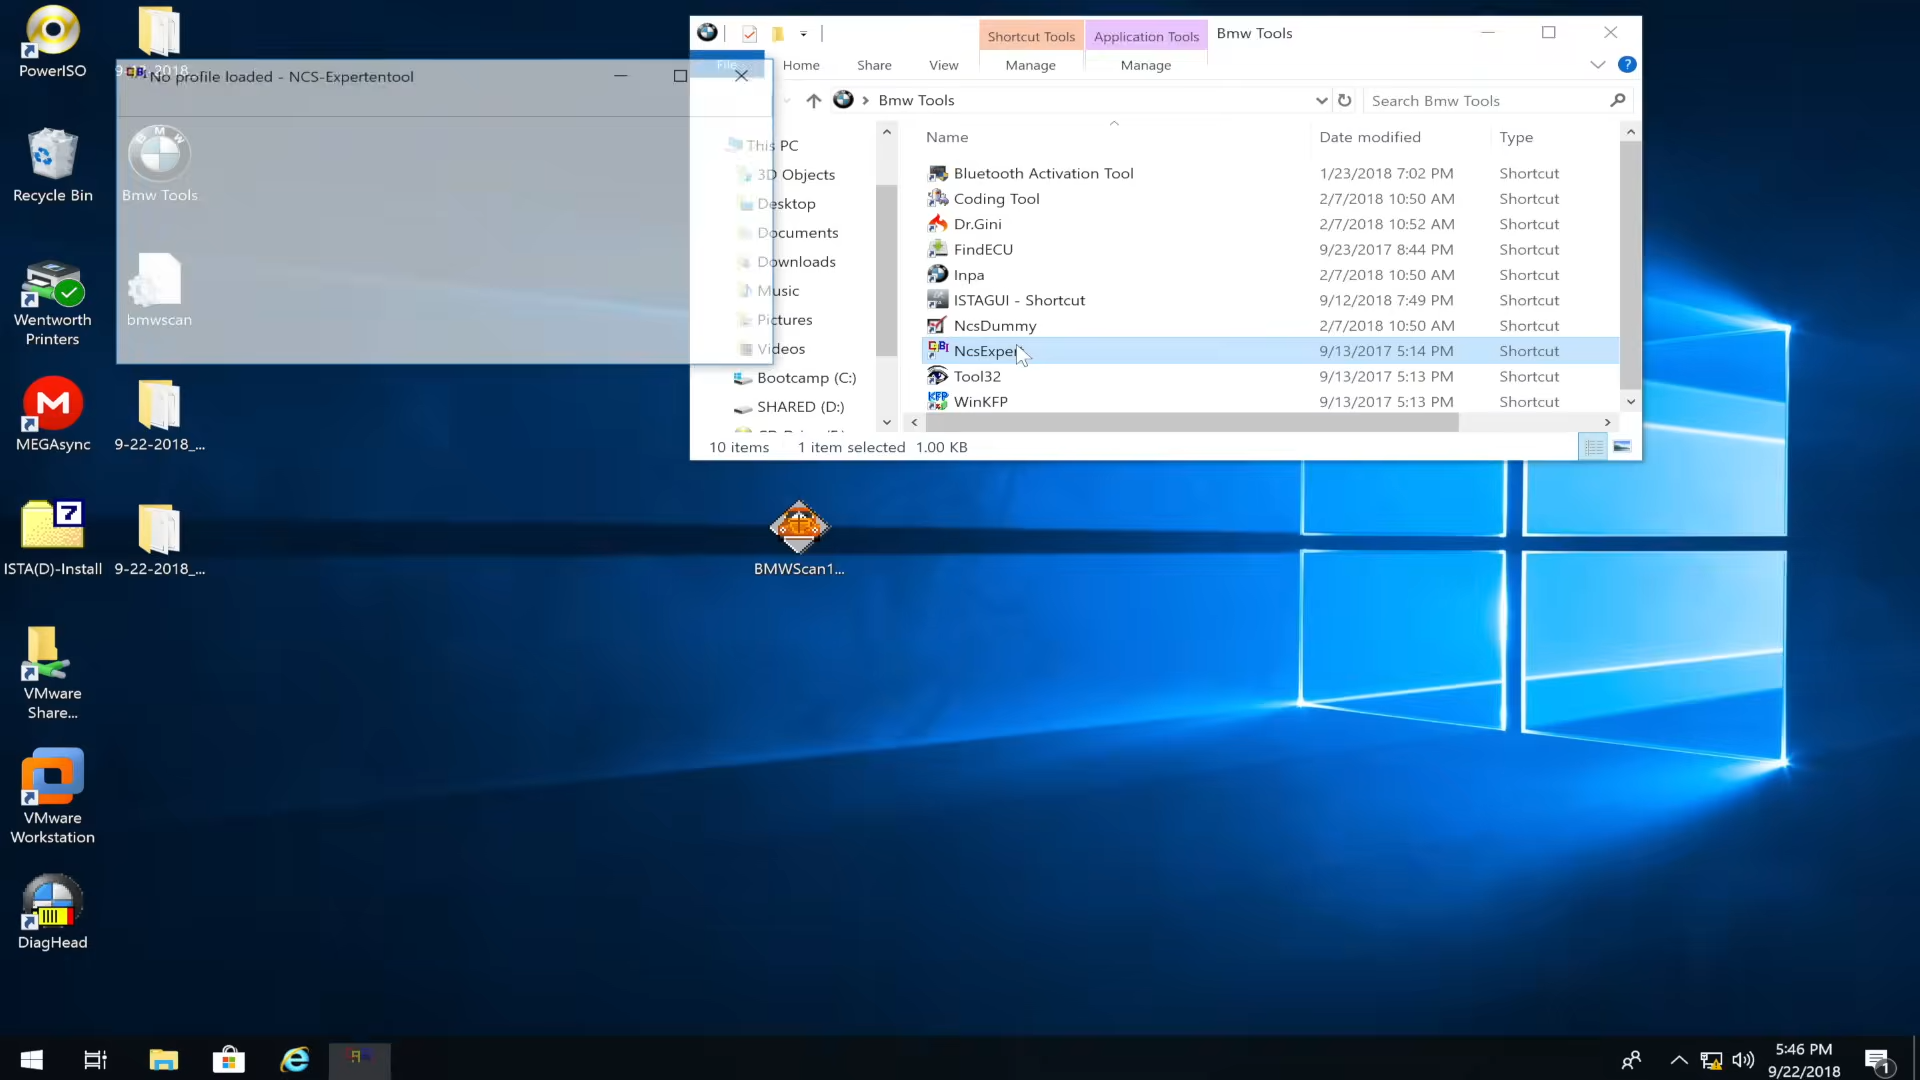 PowerISO
9-17-2018
Recycle Bin
Bmw Tools
Wentworth
Printers
bmwscan
MEGAsync
9-22-2018_...
ISTA(D)-Install
9-22-2018_...
VMware
Share...
VMware
Workstation
DiagHead
BMWScan1...
No profile loaded - NCS-Expertentool
Shortcut Tools
Application Tools
Bmw Tools
File
Home
Share
View
Manage
Manage
Bmw Tools
Search Bmw Tools
This PC
3D Objects
Desktop
Documents
Downloads
Music
Pictures
Videos
Bootcamp (C:)
SHARED (D:)
Name Date modified Type
Bluetooth Activation Tool 1/23/2018 7:02 PM Shortcut
Coding Tool 2/7/2018 10:50 AM Shortcut
Dr.Gini 2/7/2018 10:52 AM Shortcut
FindECU 9/23/2017 8:44 PM Shortcut
Inpa 2/7/2018 10:50 AM Shortcut
ISTAGUI - Shortcut 9/12/2018 7:49 PM Shortcut
NcsDummy 2/7/2018 10:50 AM Shortcut
NcsExper 9/13/2017 5:14 PM Shortcut
Tool32 9/13/2017 5:13 PM Shortcut
WinKFP 9/13/2017 5:13 PM Shortcut
10 items 1 item selected 1.00 KB
5:46 PM
9/22/2018
1